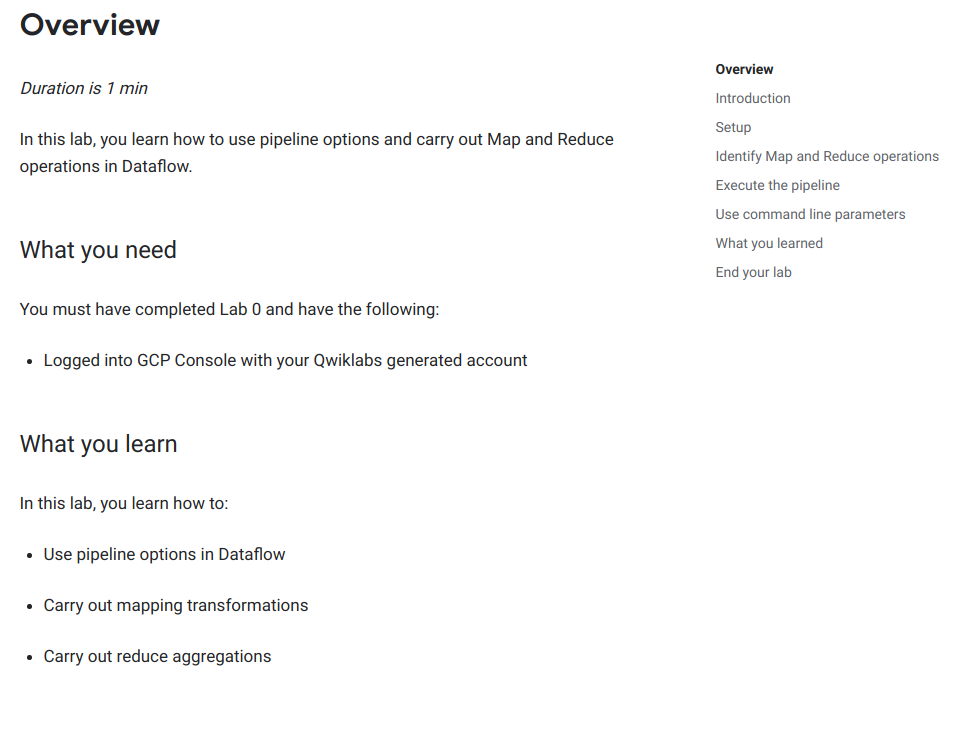 Overview
Duration is 1 min
In this lab, you learn how to use pipeline options and carry out Map and Reduce
operations in Dataflow.
What you need
You must have completed Lab 0 and have the following:
• Logged into GCP Console with your Qwiklabs generated account
What you learn
In this lab, you learn how to:
• Use pipeline options in Dataflow
• Carry out mapping transformations
• Carry out reduce aggregations
Overview
Introduction
Setup
Identify Map and Reduce operations
Execute the pipeline
Use command line parameters
What you learned
End your lab